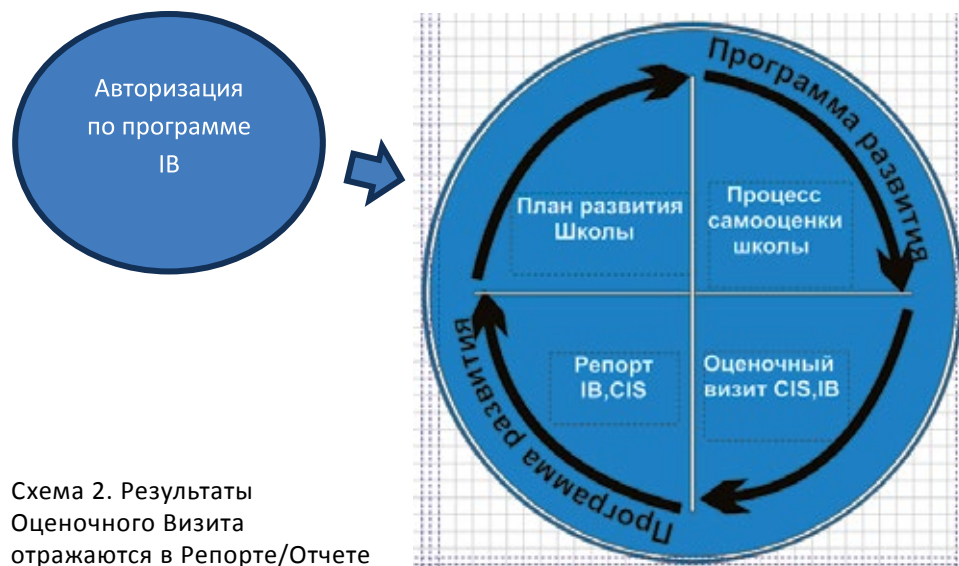 Авторизация
по программе
IB
Программа развития
План развития
Школы
Процесс
самооценки
школы
Репорт
IB,CIS
Оценочный
визит CIS,IB
Программа развития
Схема 2. Результаты
Оценочного Визита
отражаются в Репорте/Отчете